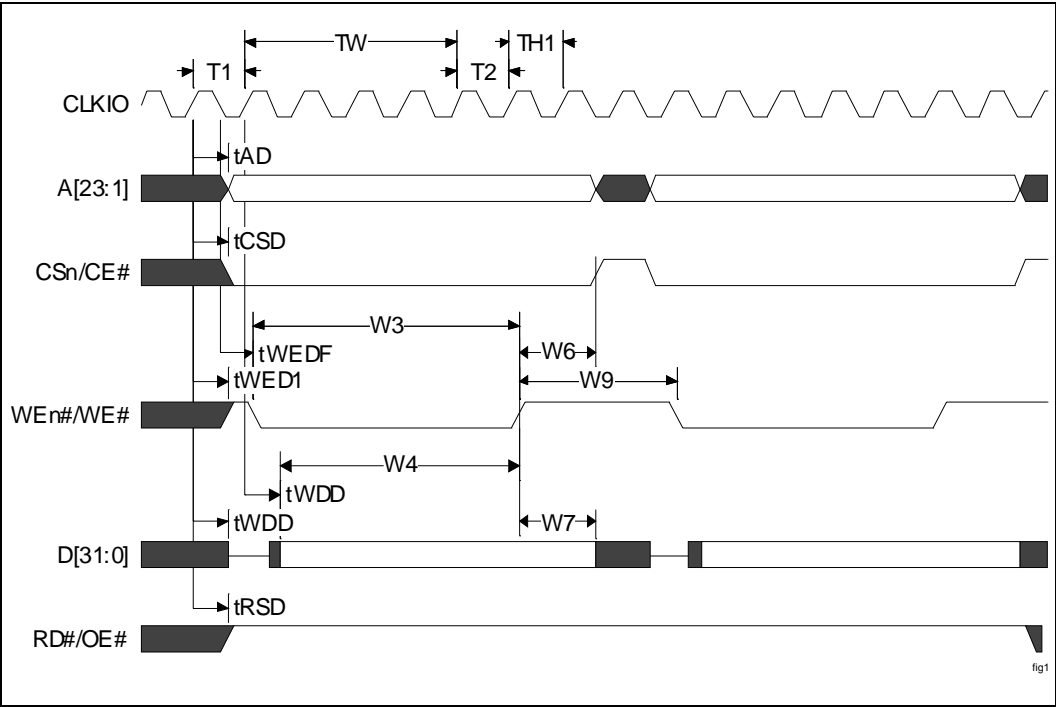 TW
TH1
T1
T2
CLKIO
tAD
A[23:1]
tCSD
CSn/CE#
W3
tWEDF
W6
tWED1
W9
WEn#/WE#
W4
tWDD
tWDD
W7
D[31:0]
tRSD
RD#/OE#
fig1